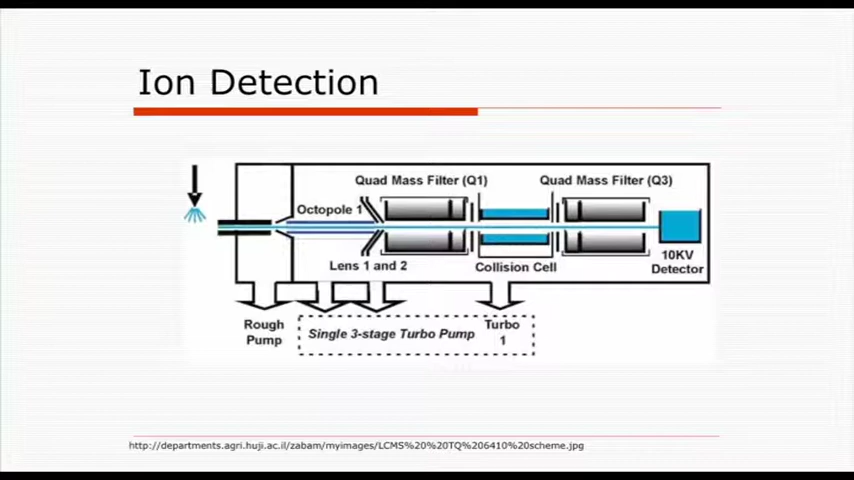 Ion Detection
Quad Mass Filter (Q1)
Quad Mass Filter (Q3)
Octopole 1
Lens 1 and 2
Collision Cell
10KV
Detector
Rough
Pump
Single 3-stage Turbo Pump
Turbo
1
http://departments.agri.huji.ac.il/zabam/myimages/LCMS%20%20TQ%206410%20scheme.jpg